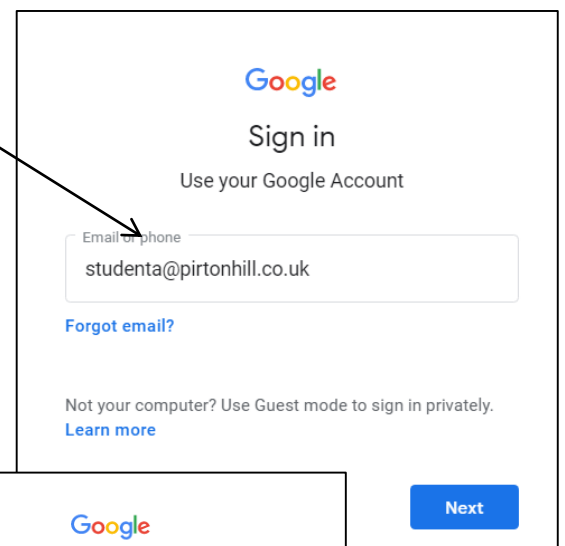 Google
Sign in
Use your Google Account
Email or phone
studenta@pirtonhill.co.uk
Forgot email?
Not your computer? Use Guest mode to sign in privately.
Learn more
Next
Google